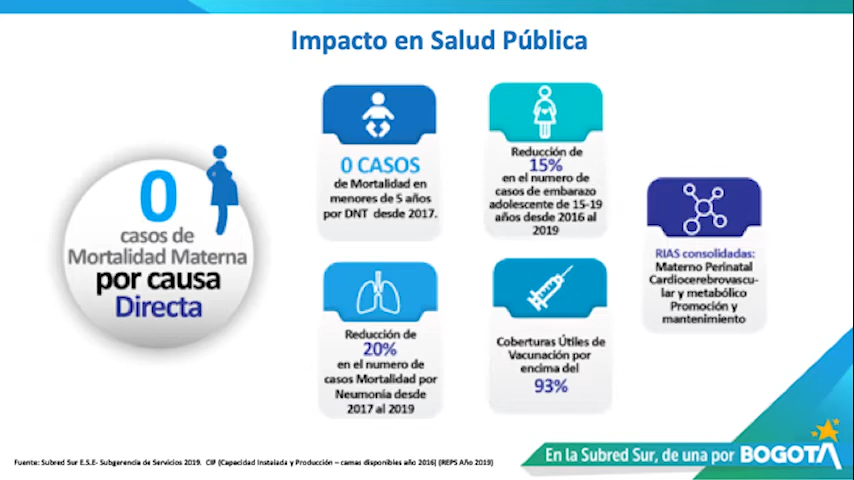 Impacto en Salud Pública
0
casos de
Mortalidad Materna
por causa
Directa
0 CASOS
de Mortalidad en
menores de 5 años
por DNT desde 2017.
Reducción de
15%
en el numero de
casos de embarazo
adolescente de 15-19
años desde 2016 al
2019
Reducción de
20%
en el numero de
casos Mortalidad por
Neumonía desde
2017 al 2019
Coberturas Útiles de
Vacunación por
encima del
93%
RIAS consolidadas:
Materno Perinatal
Cardiocerebrovascu-
lar y metabólico
Promoción y
mantenimiento
Fuente: Subred Sur E.S.E- Subgerencia de Servicios 2019. CIP (Capacidad Instalada y Producción – camas disponibles año 2016) (REPS Año 2019)
En la Subred Sur, de una por BOGOTÁ